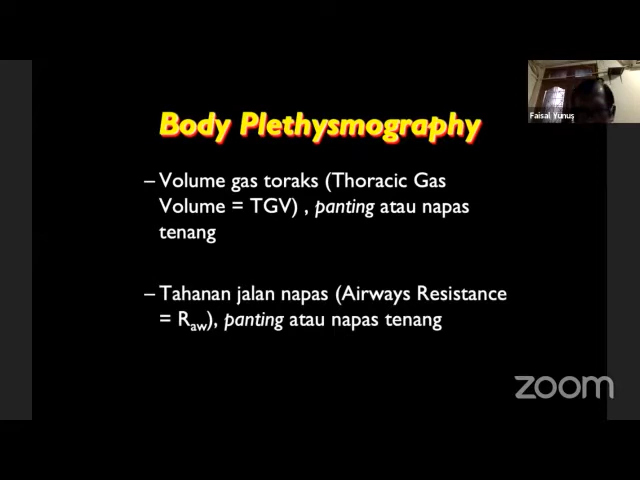 Faisal Yunus
Body Plethysmography
– Volume gas toraks (Thoracic Gas
Volume = TGV) , panting atau napas
tenang
– Tahanan jalan napas (Airways Resistance
= Raw), panting atau napas tenang
zoom